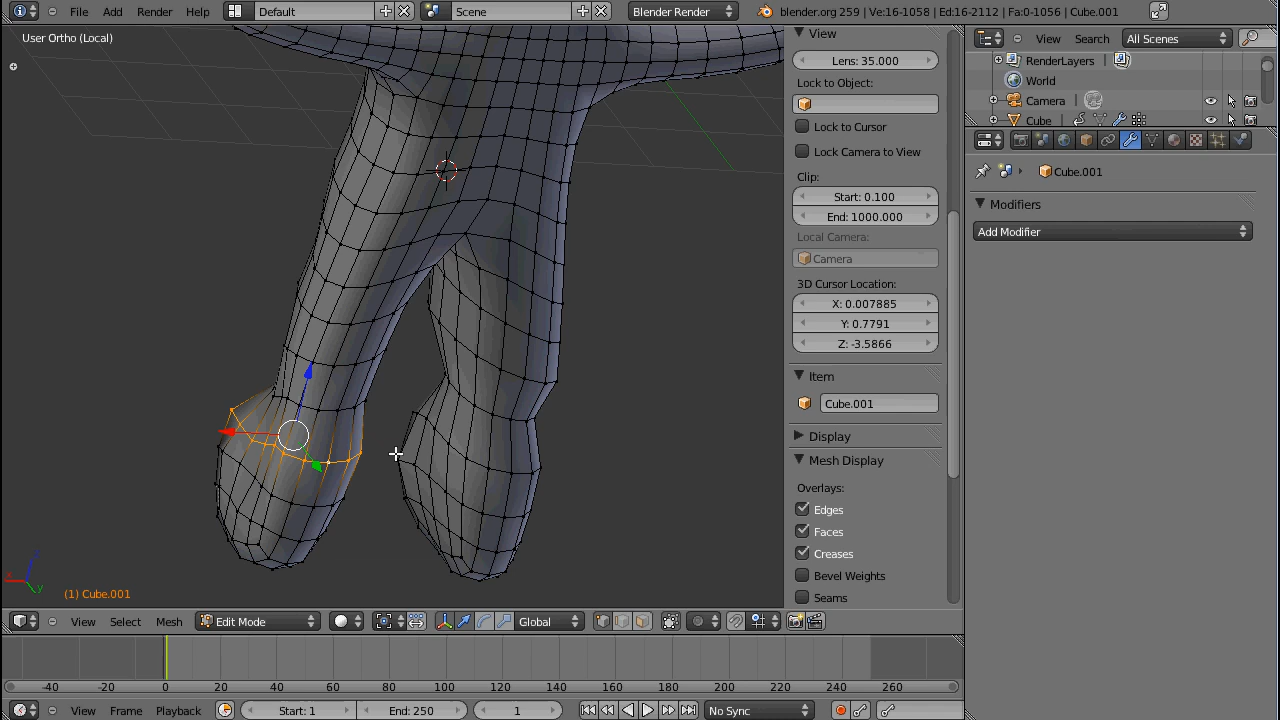 File Add Render Help Default Scene Blender Render blender.org 259 | Ve:16-1058 | Ed:16-2112 | Fa:0-1056 | Cube.001
User Ortho (Local)
View
Lens: 35.000
Lock to Object:
Lock to Cursor
Lock Camera to View
Clip:
Start: 0.100
End: 1000.000
Local Camera:
Camera
3D Cursor Location:
X: 0.007885
Y: 0.7791
Z: -3.5866
Item
Cube.001
Display
Mesh Display
Overlays:
Edges
Faces
Creases
Bevel Weights
Seams
View Search All Scenes
RenderLayers
World
Camera
Cube
Cube.001
Modifiers
Add Modifier
x
z
y
(1) Cube.001
View Select Mesh Edit Mode Global
-40 -20 0 20 40 60 80 100 120 140 160 180 200 220 240 260
View Frame Playback Start: 1 End: 250 1 No Sync